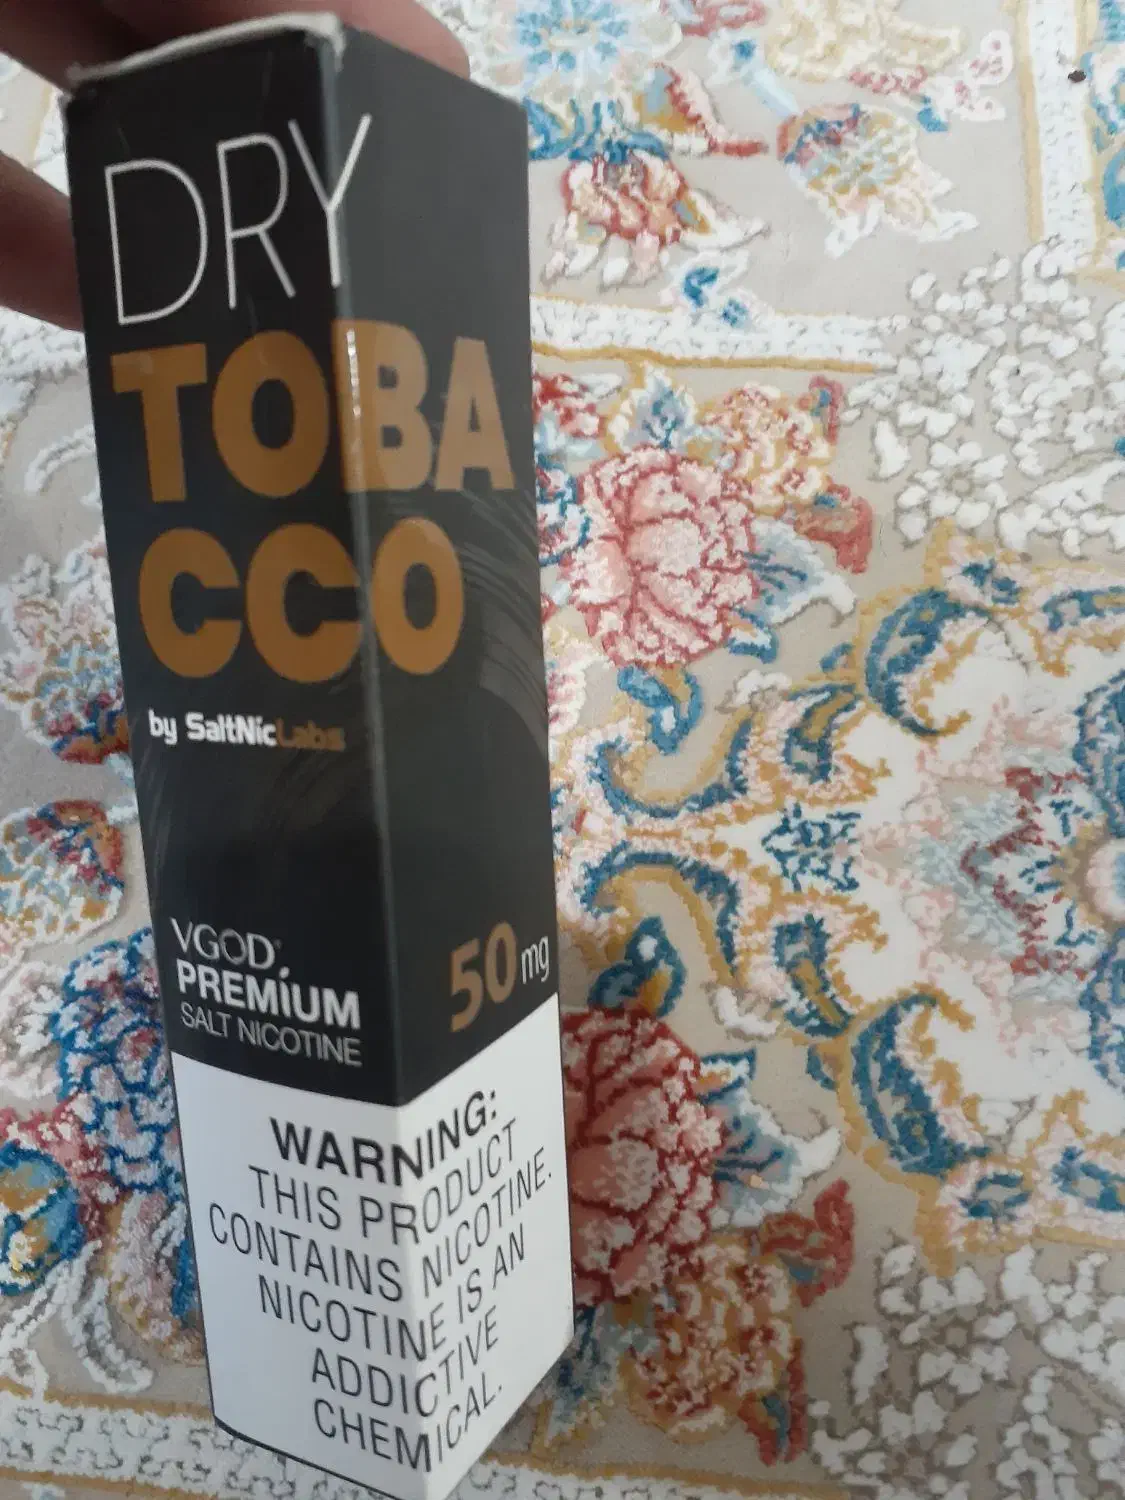 DRY
TOBA
CCO
by SaltNicLabs
VGOD
PREMiUM
SALT NICOTINE
50mg
WARNING:
THIS PRODUCT
CONTAINS NICOTINE.
NICOTINE IS AN
ADDICTIVE
CHEMICAL.